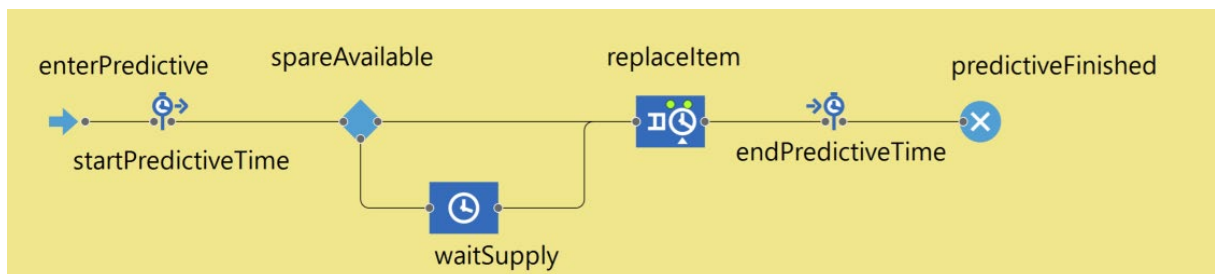 enterPredictive
spareAvailable
replaceItem
predictiveFinished
startPredictiveTime
endPredictiveTime
waitSupply